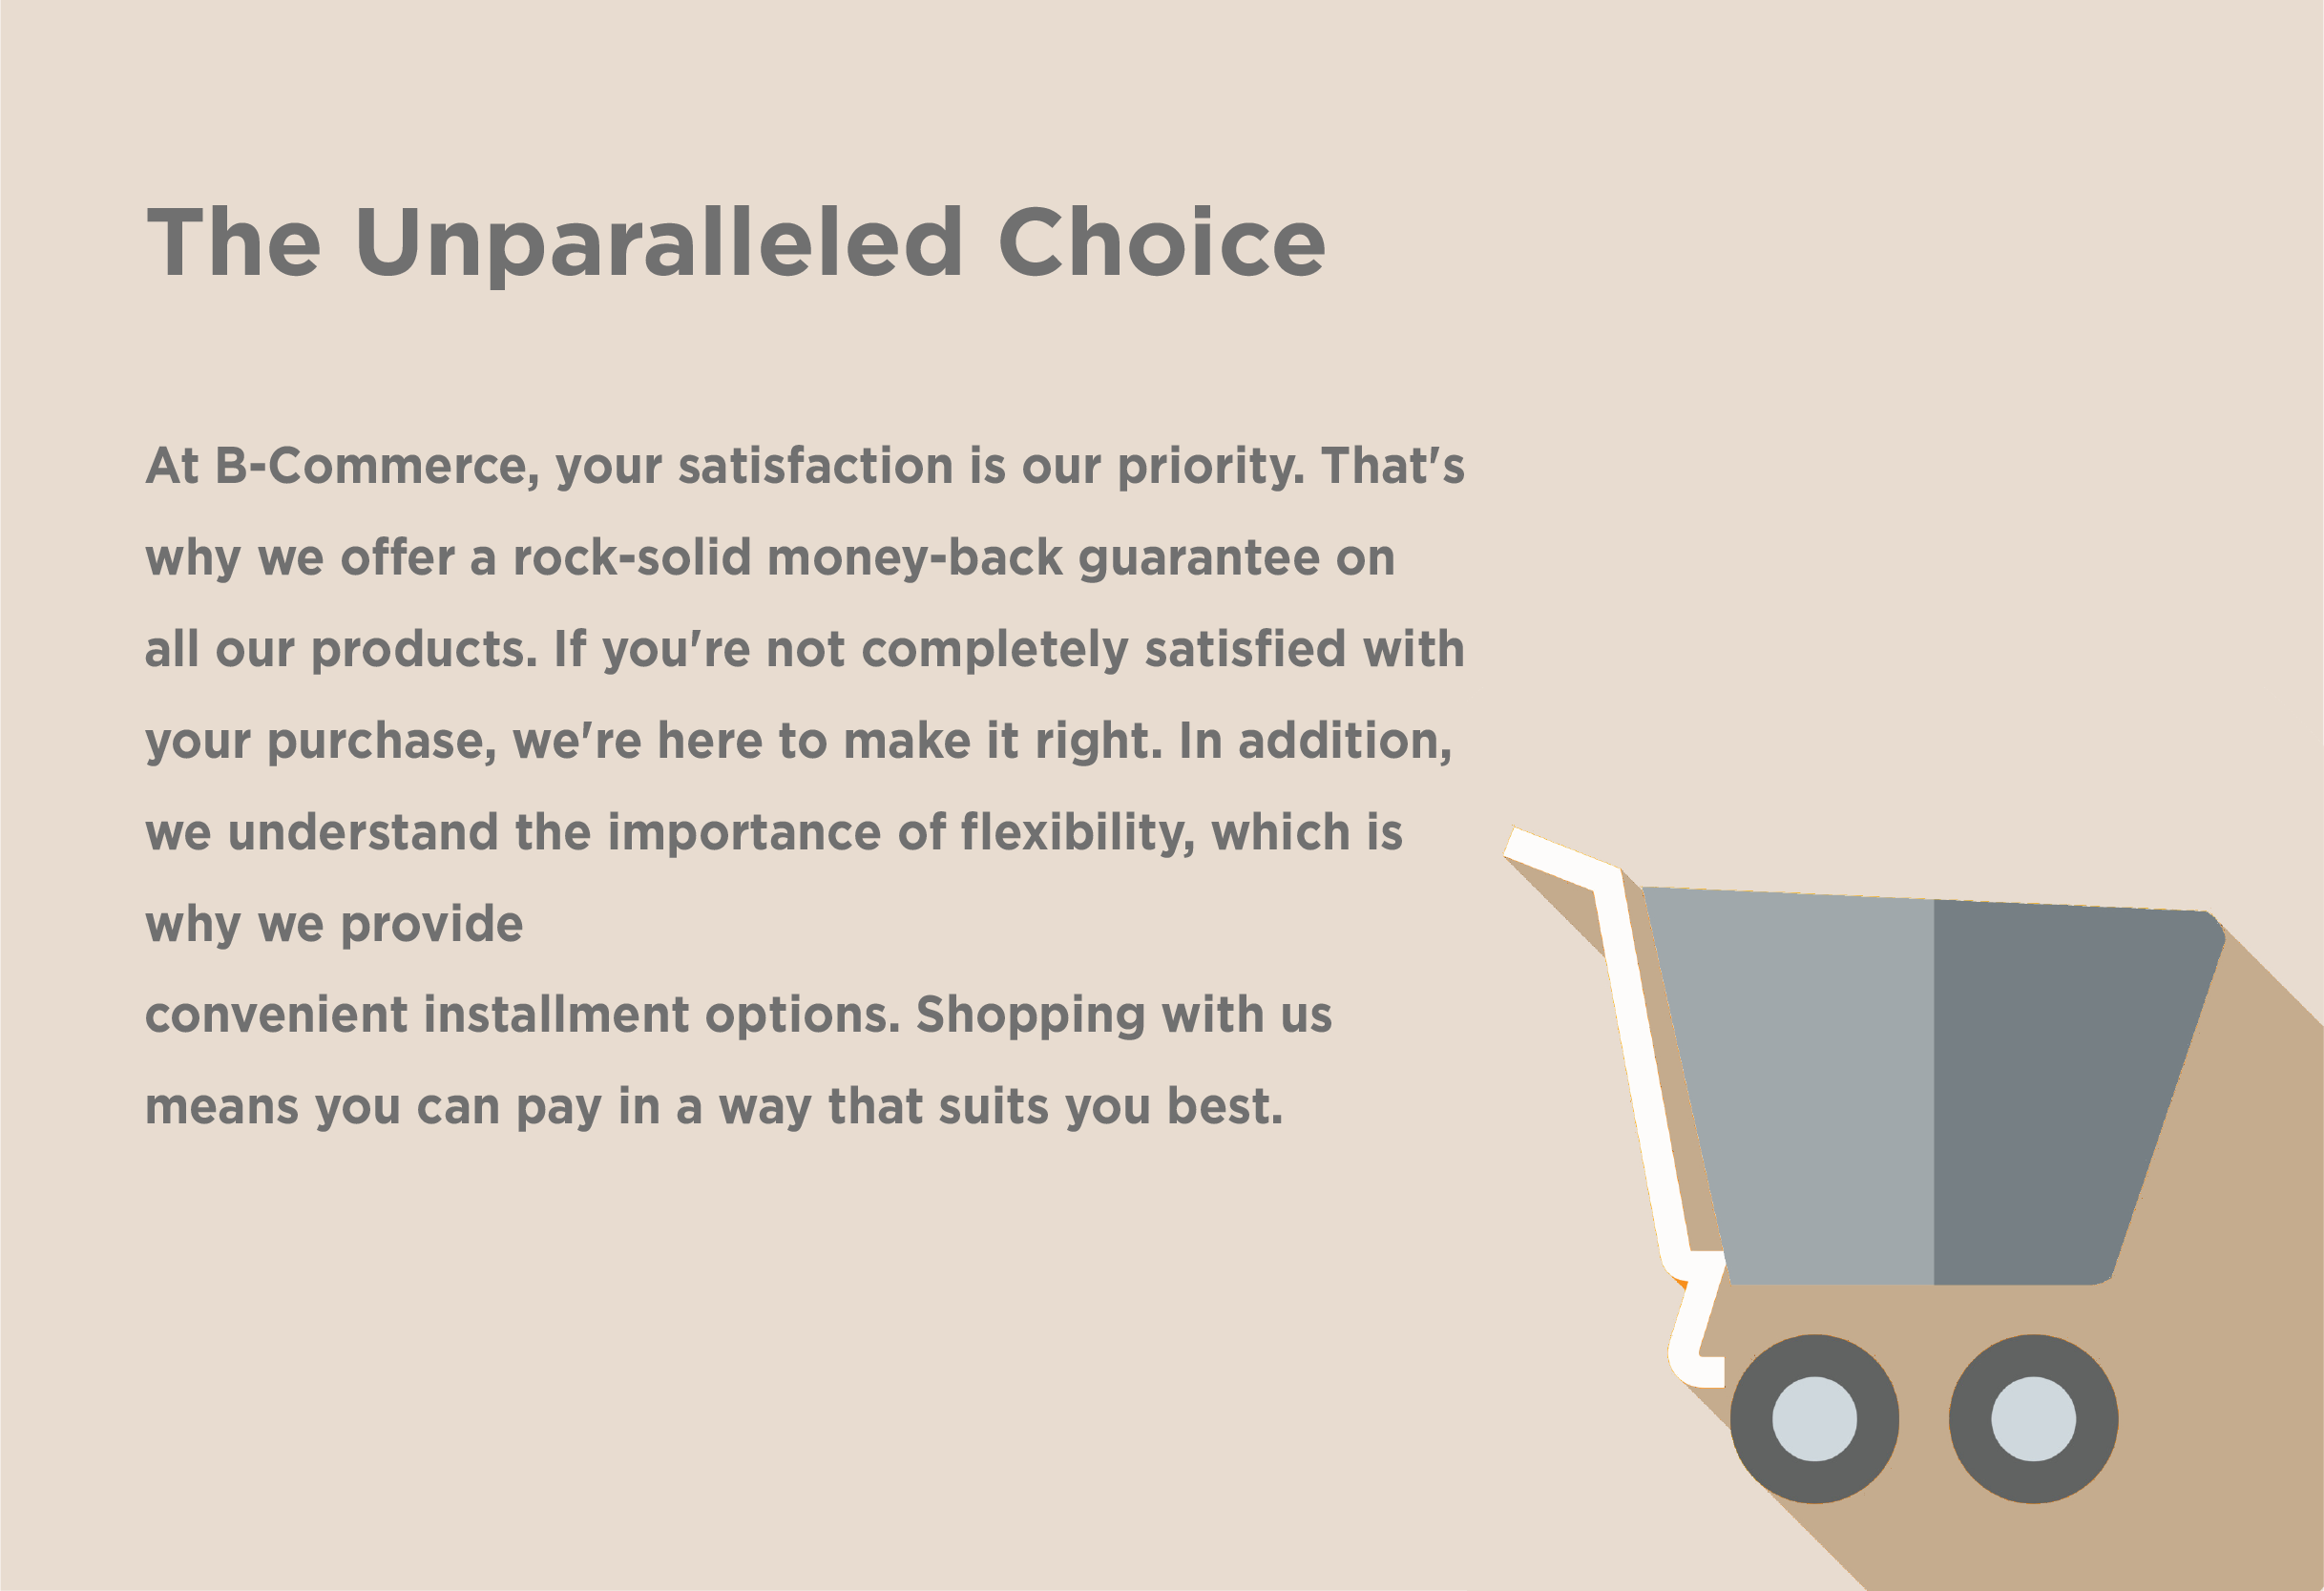 The Unparalleled Choice
At B-Commerce, your satisfaction is our priority. That's
why we offer a rock-solid money-back guarantee on
all our products. If you're not completely satisfied with
your purchase, we're here to make it right. In addition,
we understand the importance of flexibility, which is
why we provide
convenient installment options. Shopping with us
means you can pay in a way that suits you best.